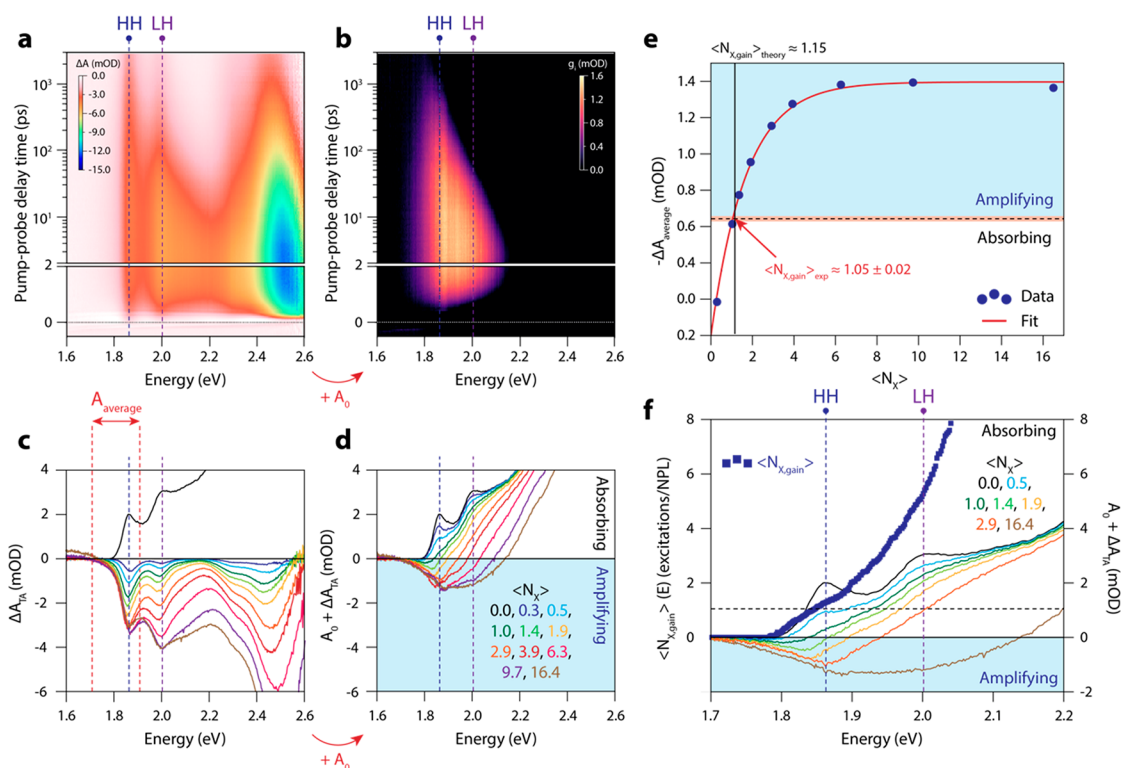 a
HH
LH
ΔA (mOD)
0.0
-3.0
-6.0
-9.0
-12.0
-15.0
Pump-probe delay time (ps)
10³
10²
10¹
2
2
0
1.6 1.8 2.0 2.2 2.4 2.6
Energy (eV)
b
HH
LH
gᵢ (mOD)
1.6
1.2
0.8
0.4
0.0
Pump-probe delay time (ps)
10³
10²
10¹
2
2
0
1.6 1.8 2.0 2.2 2.4 2.6
Energy (eV)
+ A₀
e
<N_X,gain>_theory ≈ 1.15
-ΔA_average (mOD)
1.4
1.2
1.0
0.8
0.6
0.4
0.0
0.2
Amplifying
Absorbing
<N_X,gain>_exp ≈ 1.05 ± 0.02
Data
Fit
0 2 4 6 8 10 12 14 16
<N_X>
c
A_average
ΔA_TA (mOD)
4
2
0
-2
-4
-6
1.6 1.8 2.0 2.2 2.4 2.6
Energy (eV)
d
A₀ + ΔA_TA (mOD)
4
2
0
-2
-4
-6
Absorbing
Amplifying
<N_X>
0.0, 0.3, 0.5,
1.0, 1.4, 1.9,
2.9, 3.9, 6.3,
9.7, 16.4
1.6 1.8 2.0 2.2 2.4 2.6
Energy (eV)
+ A₀
f
HH
LH
<N_X,gain> (E) (excitations/NPL)
8
6
4
2
0
-2
<N_X,gain>
Absorbing
<N_X>
0.0, 0.5,
1.0, 1.4, 1.9,
2.9, 16.4
Amplifying
8
6
4
2
0
-2
A₀ + ΔA_TA (mOD)
1.7 1.8 1.9 2.0 2.1 2.2
Energy (eV)